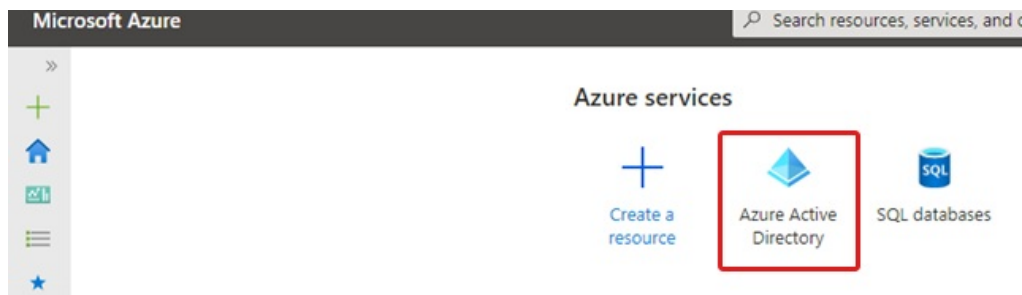 Microsoft Azure
Search resources, services, and
»
Azure services
SQL
Create a
resource
Azure Active
Directory
SQL databases